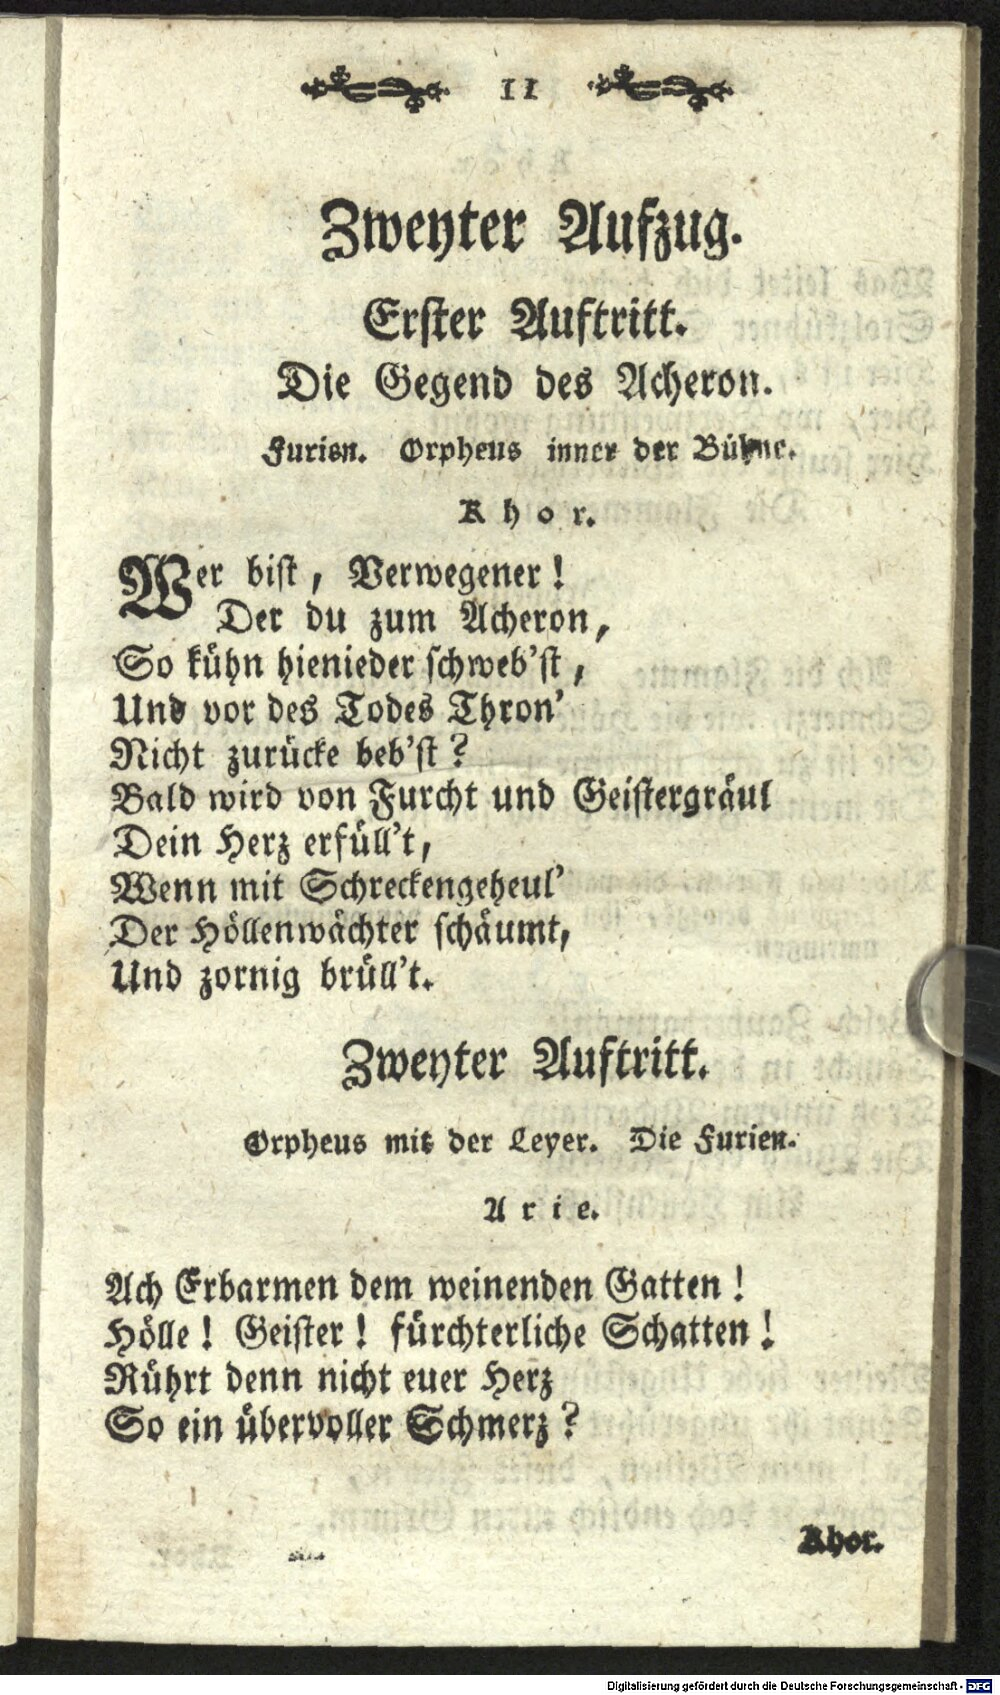 11
Zweyter Aufzug.
Erster Auftritt.
Die Gegend des Acheron.
Furien. Orpheus inner der Bühne.
Khor.
Wer bist, Verwegener!
Der du zum Acheron,
So kühn hienieder schweb'st,
Und vor des Todes Thron'
Nicht zurücke beb'st?
Bald wird von Furcht und Geistergräul
Dein Herz erfüll't,
Wenn mit Schreckengeheul'
Der Höllenwächter schäumt,
Und zornig brüll't.
Zweyter Auftritt.
Orpheus mit der Leyer. Die Furien.
Arie.
Ach Erbarmen dem weinenden Gatten!
Hölle! Geister! fürchterliche Schatten!
Rührt denn nicht euer Herz
So ein übervoller Schmerz?
Khor.
Digitalisierung gefördert durch die Deutsche Forschungsgemeinschaft - DFG